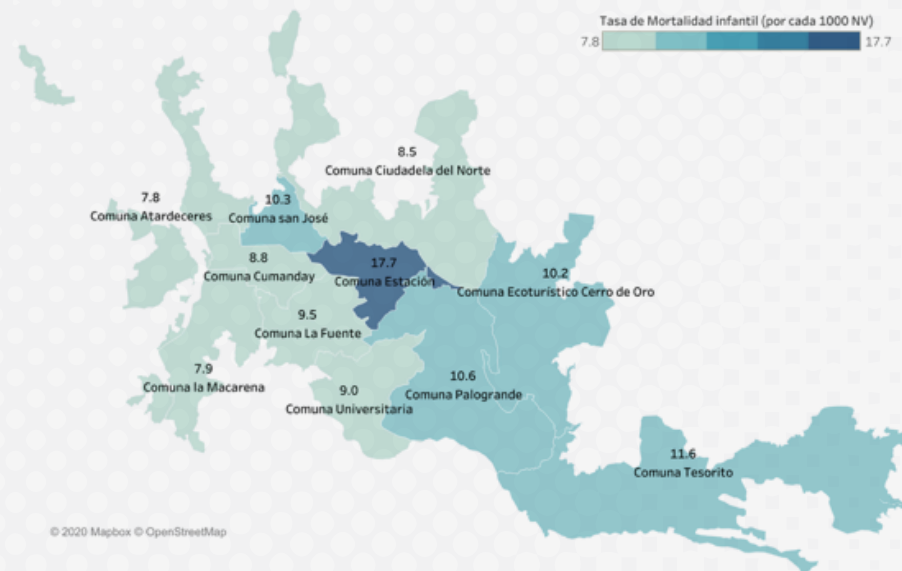 Tasa de Mortalidad infantil (por cada 1000 NV)
7.8 17.7
8.5
Comuna Ciudadela del Norte
7.8
Comuna Atardeceres
10.3
Comuna san José
8.8
Comuna Cumanday
17.7
Comuna Estación
10.2
Comuna Ecoturístico Cerro de Oro
9.5
Comuna La Fuente
7.9
Comuna la Macarena
9.0
Comuna Universitaria
10.6
Comuna Palogrande
11.6
Comuna Tesorito
© 2020 Mapbox © OpenStreetMap